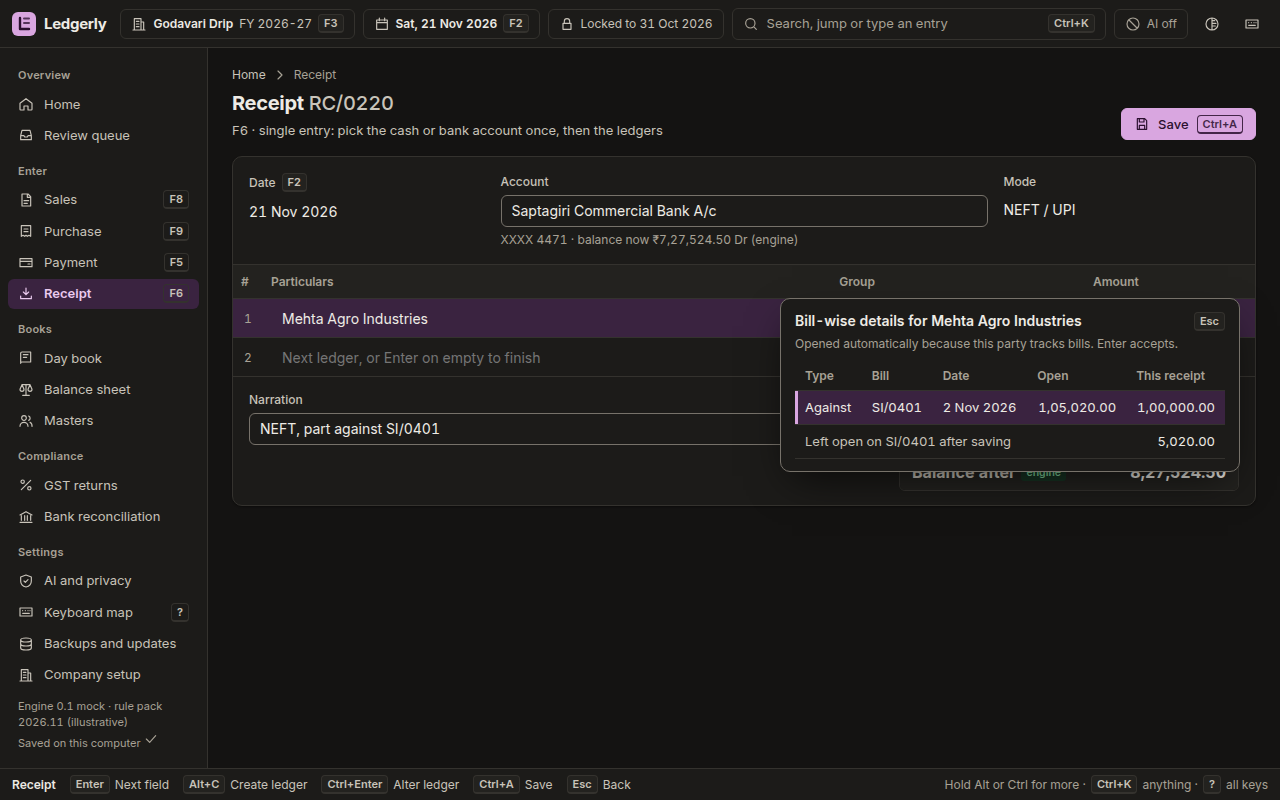 Ledgerly
Godavari Drip FY 2026-27 F3
Sat, 21 Nov 2026 F2
Locked to 31 Oct 2026
Search, jump or type an entry Ctrl+K
AI off
Overview
Home
Review queue
Enter
Sales F8
Purchase F9
Payment F5
Receipt F6
Books
Day book
Balance sheet
Masters
Compliance
GST returns
Bank reconciliation
Settings
AI and privacy
Keyboard map ?
Backups and updates
Company setup
Engine 0.1 mock · rule pack
2026.11 (illustrative)
Saved on this computer
Home > Receipt
Receipt RC/0220
F6 · single entry: pick the cash or bank account once, then the ledgers
Save Ctrl+A
Date F2
21 Nov 2026
Account
Saptagiri Commercial Bank A/c
XXXX 4471 · balance now ₹7,27,524.50 Dr (engine)
Mode
NEFT / UPI
# Particulars Group Amount
1 Mehta Agro Industries
2 Next ledger, or Enter on empty to finish
Narration
NEFT, part against SI/0401
Bill-wise details for Mehta Agro Industries Esc
Opened automatically because this party tracks bills. Enter accepts.
Type Bill Date Open This receipt
Against SI/0401 2 Nov 2026 1,05,020.00 1,00,000.00
Left open on SI/0401 after saving 5,020.00
Balance after engine 8,27,524.50
Receipt Enter Next field Alt+C Create ledger Ctrl+Enter Alter ledger Ctrl+A Save Esc Back
Hold Alt or Ctrl for more · Ctrl+K anything · ? all keys